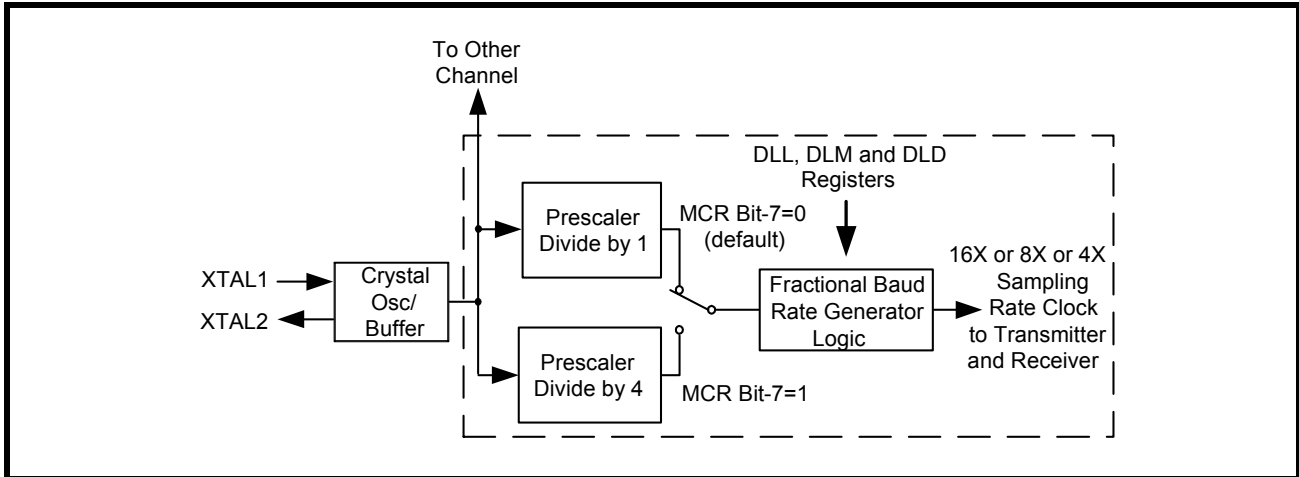 To Other
Channel
DLL, DLM and DLD
Registers
Prescaler
Divide by 1
MCR Bit-7=0
(default)
16X or 8X or 4X
Sampling
Rate Clock
to Transmitter
and Receiver
XTAL1
XTAL2
Crystal
Osc/
Buffer
Fractional Baud
Rate Generator
Logic
Prescaler
Divide by 4
MCR Bit-7=1